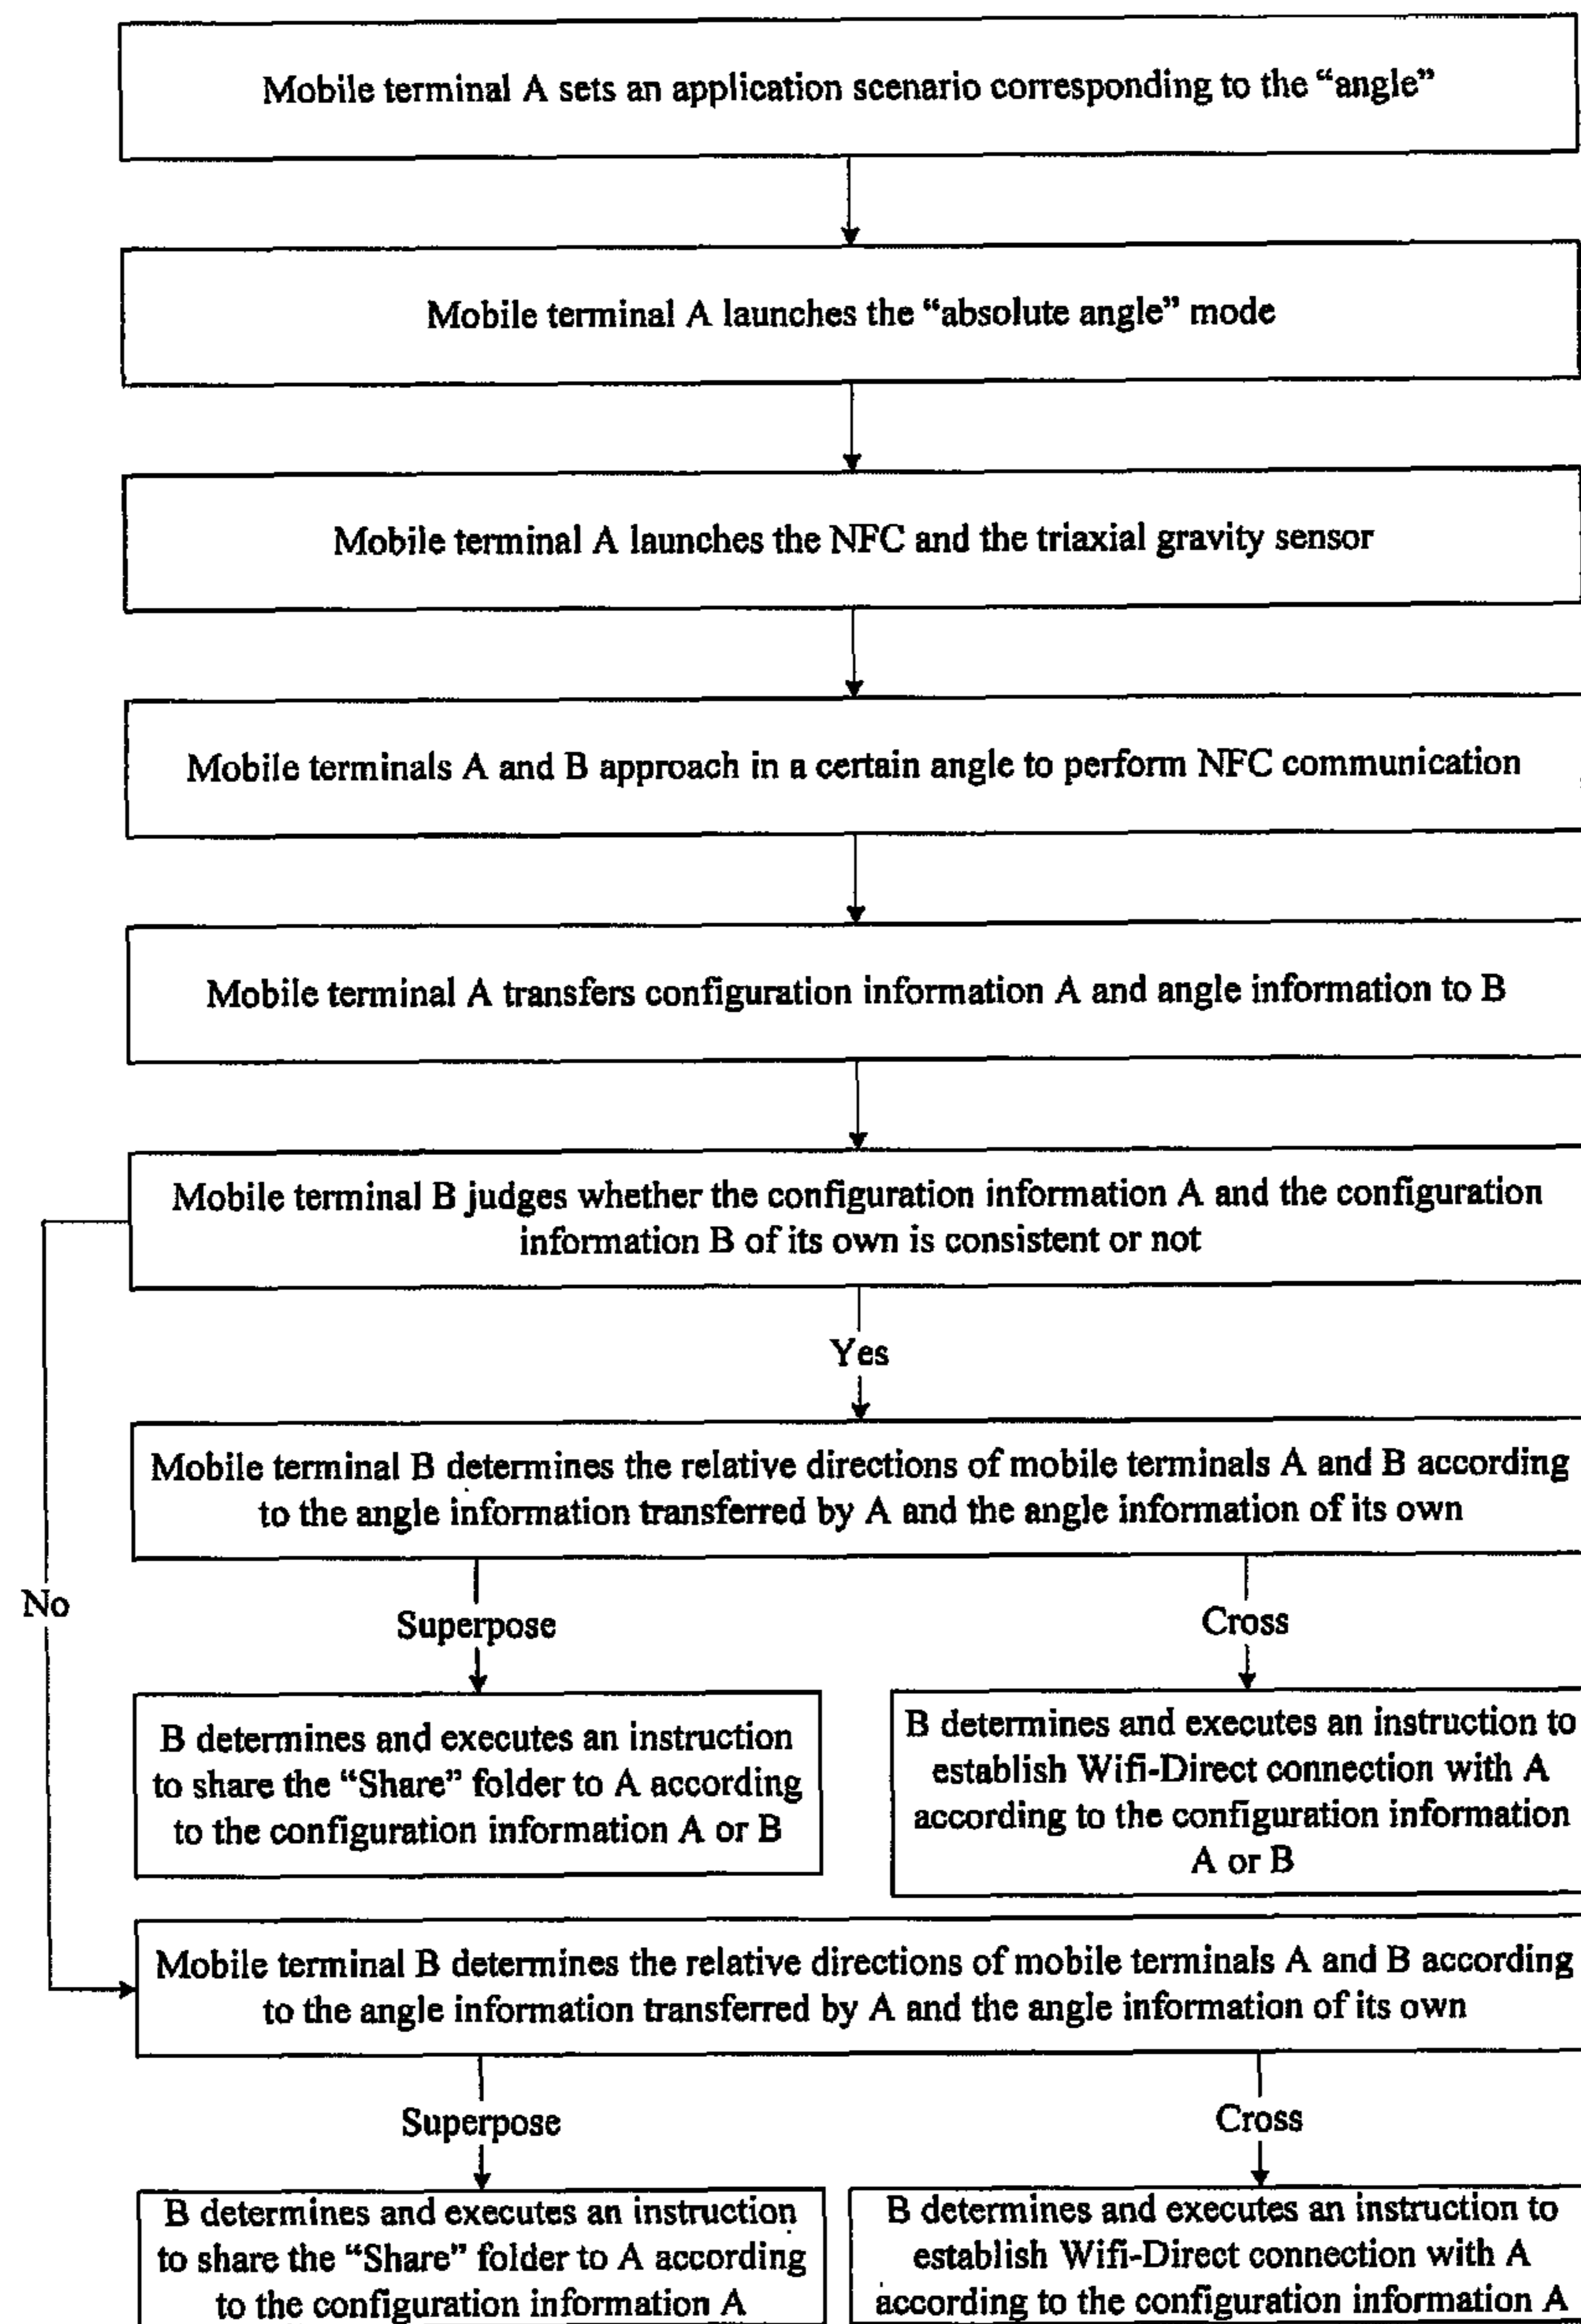 Mobile terminal A sets an application scenario corresponding to the “angle”
Mobile terminal A launches the “absolute angle” mode
Mobile terminal A launches the NFC and the triaxial gravity sensor
Mobile terminals A and B approach in a certain angle to perform NFC communication
Mobile terminal A transfers configuration information A and angle information to B
Mobile terminal B judges whether the configuration information A and the configuration
information B of its own is consistent or not
Yes
Mobile terminal B determines the relative directions of mobile terminals A and B according
to the angle information transferred by A and the angle information of its own
No
Superpose
Cross
B determines and executes an instruction
to share the “Share” folder to A according
to the configuration information A or B
B determines and executes an instruction to
establish Wifi-Direct connection with A
according to the configuration information
A or B
Mobile terminal B determines the relative directions of mobile terminals A and B according
to the angle information transferred by A and the angle information of its own
Superpose
Cross
B determines and executes an instruction
to share the “Share” folder to A according
to the configuration information A
B determines and executes an instruction to
establish Wifi-Direct connection with A
according to the configuration information A